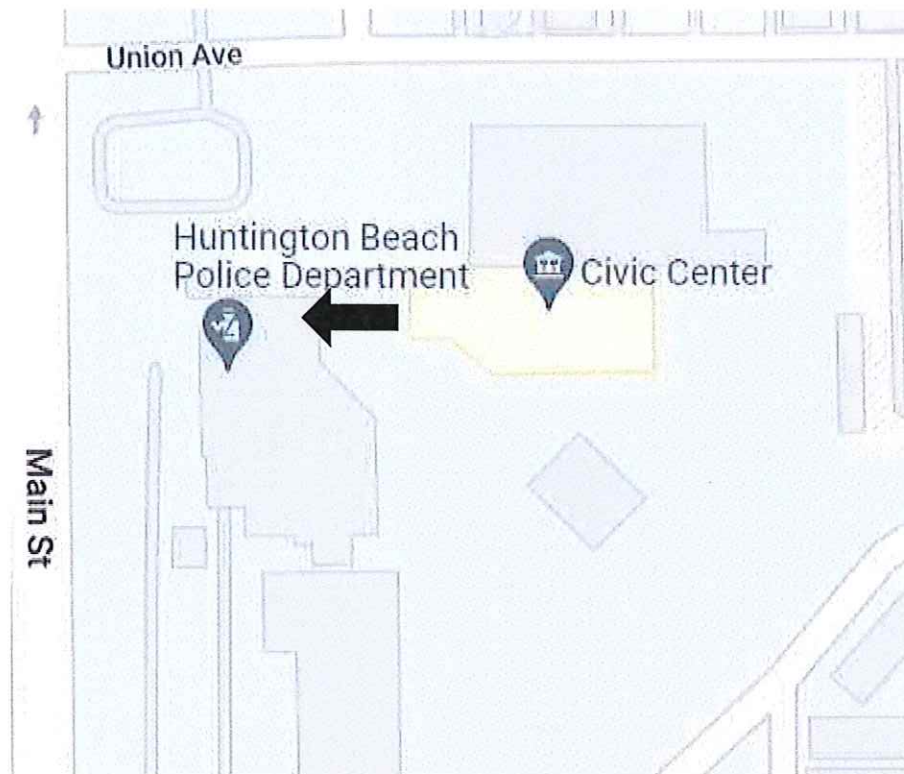 Union Ave
Huntington Beach
Police Department
Civic Center
Main St